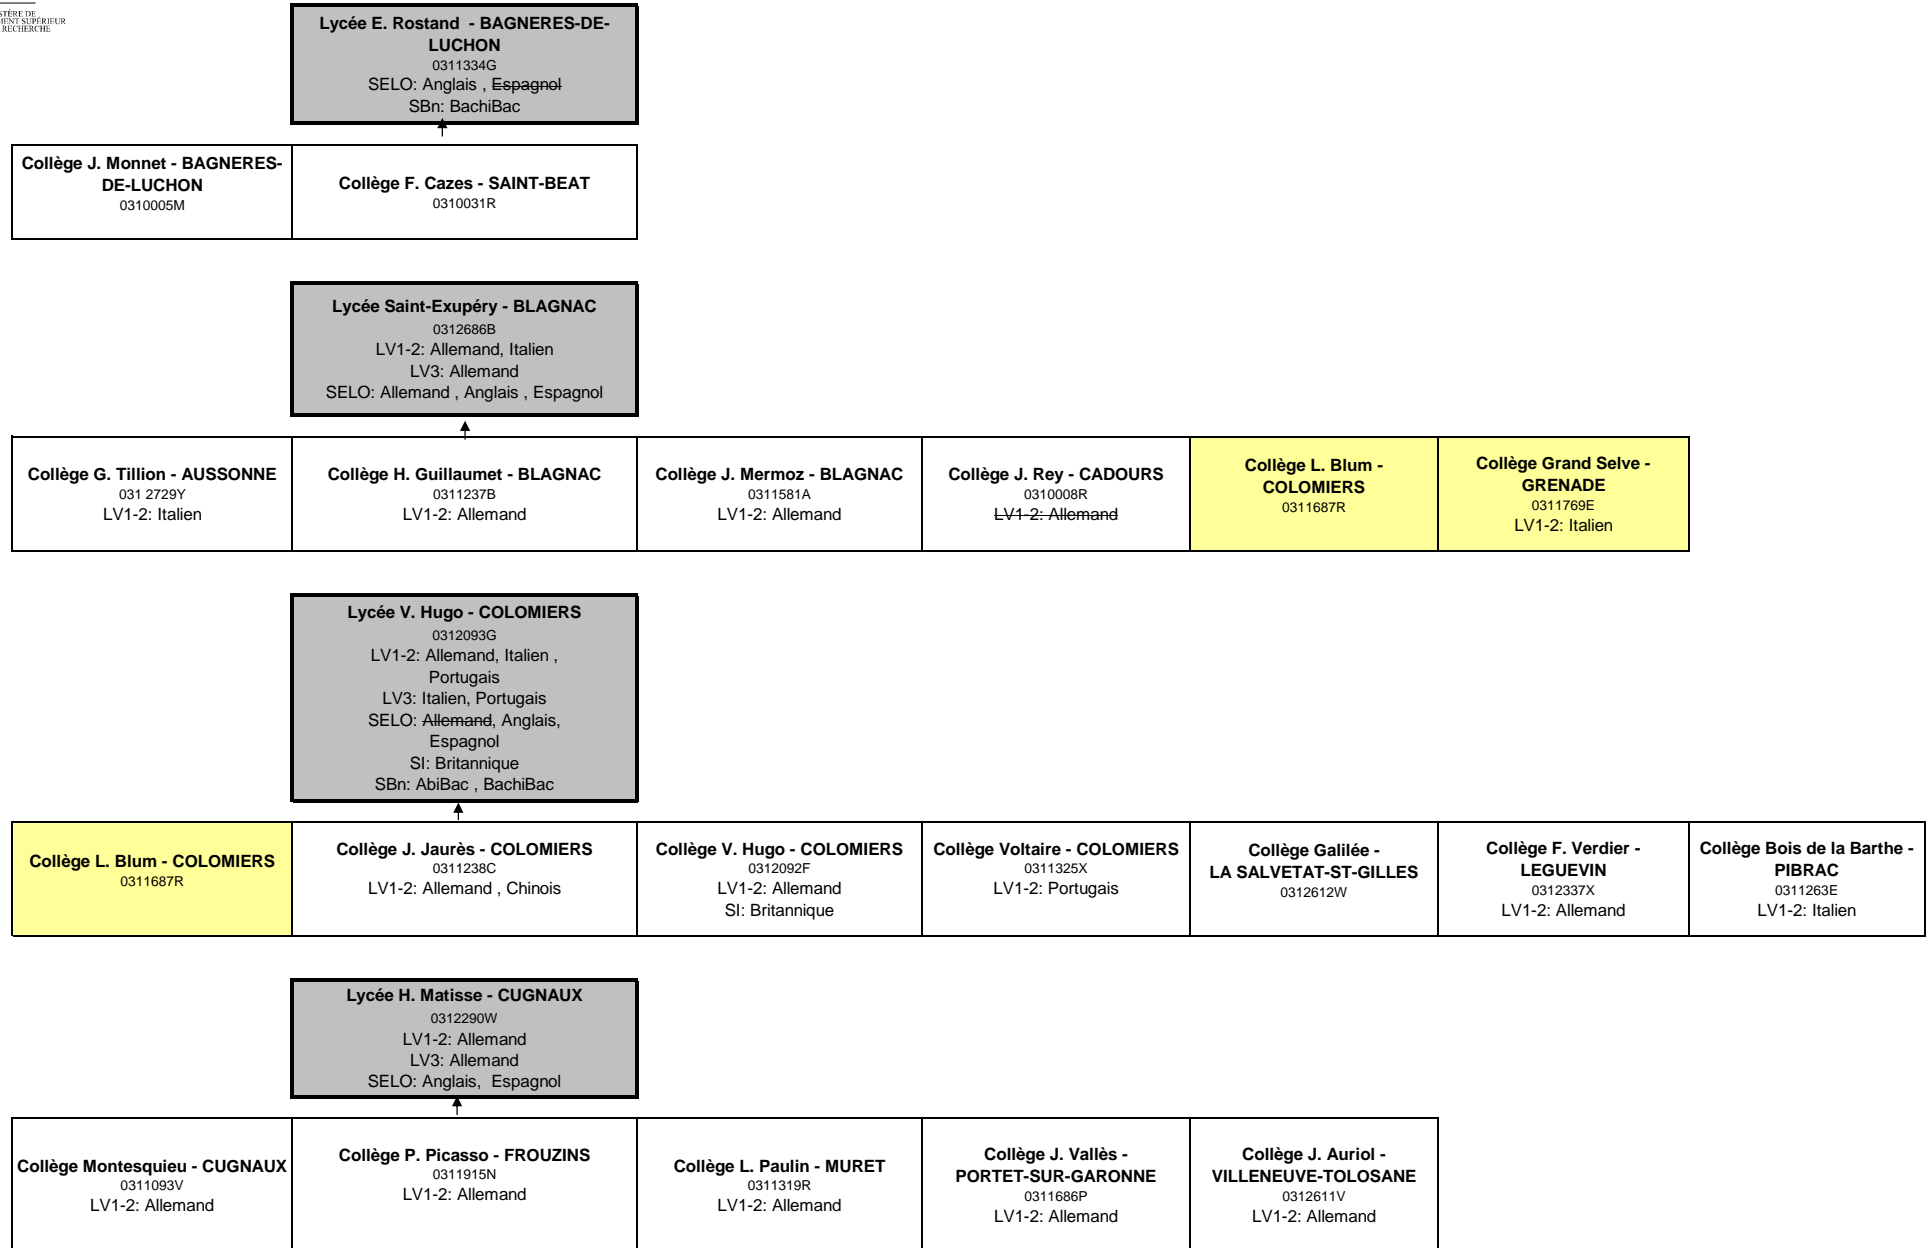 STÈRE DE
MENT SUPÉRIEUR
RECHERCHE
Lycée E. Rostand - BAGNERES-DE-
LUCHON
0311334G
SELO: Anglais , Espagnol
SBn: BachiBac
Collège J. Monnet - BAGNERES-
DE-LUCHON
0310005M
Collège F. Cazes - SAINT-BEAT
0310031R
Lycée Saint-Exupéry - BLAGNAC
0312686B
LV1-2: Allemand, Italien
LV3: Allemand
SELO: Allemand , Anglais , Espagnol
Collège G. Tillion - AUSSONNE
031 2729Y
LV1-2: Italien
Collège H. Guillaumet - BLAGNAC
0311237B
LV1-2: Allemand
Collège J. Mermoz - BLAGNAC
0311581A
LV1-2: Allemand
Collège J. Rey - CADOURS
0310008R
LV1-2: Allemand
Collège L. Blum -
COLOMIERS
0311687R
Collège Grand Selve -
GRENADE
0311769E
LV1-2: Italien
Lycée V. Hugo - COLOMIERS
0312093G
LV1-2: Allemand, Italien ,
Portugais
LV3: Italien, Portugais
SELO: Allemand, Anglais,
Espagnol
SI: Britannique
SBn: AbiBac , BachiBac
Collège L. Blum - COLOMIERS
0311687R
Collège J. Jaurès - COLOMIERS
0311238C
LV1-2: Allemand , Chinois
Collège V. Hugo - COLOMIERS
0312092F
LV1-2: Allemand
SI: Britannique
Collège Voltaire - COLOMIERS
0311325X
LV1-2: Portugais
Collège Galilée -
LA SALVETAT-ST-GILLES
0312612W
Collège F. Verdier -
LEGUEVIN
0312337X
LV1-2: Allemand
Collège Bois de la Barthe -
PIBRAC
0311263E
LV1-2: Italien
Lycée H. Matisse - CUGNAUX
0312290W
LV1-2: Allemand
LV3: Allemand
SELO: Anglais, Espagnol
Collège Montesquieu - CUGNAUX
0311093V
LV1-2: Allemand
Collège P. Picasso - FROUZINS
0311915N
LV1-2: Allemand
Collège L. Paulin - MURET
0311319R
LV1-2: Allemand
Collège J. Vallès -
PORTET-SUR-GARONNE
0311686P
LV1-2: Allemand
Collège J. Auriol -
VILLENEUVE-TOLOSANE
0312611V
LV1-2: Allemand